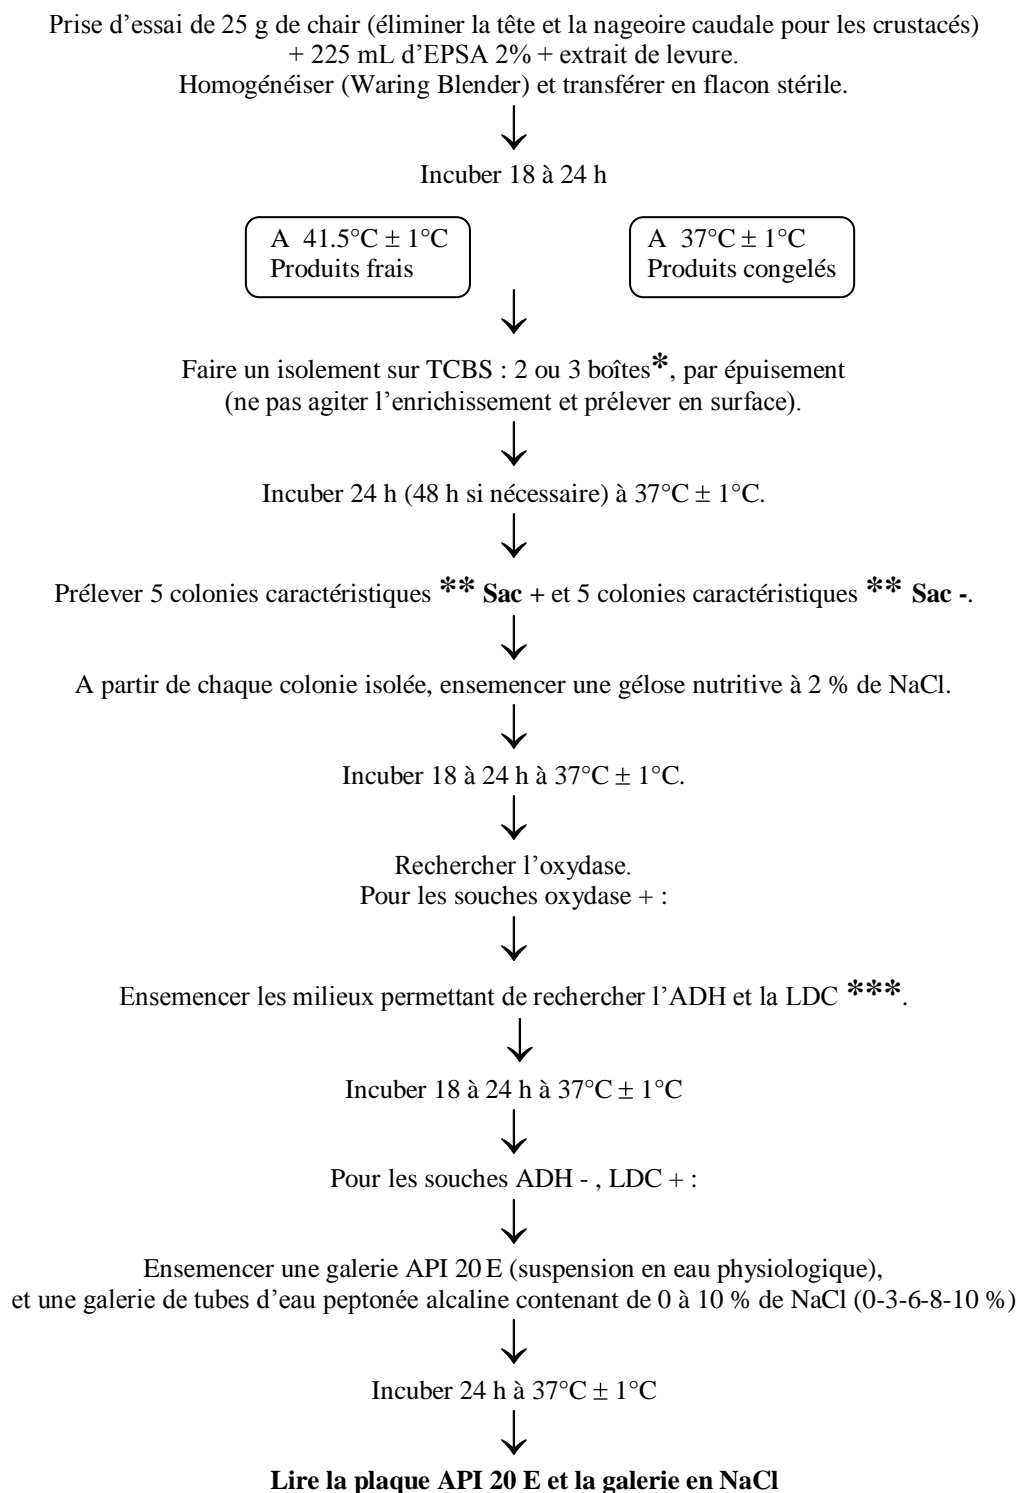 Prise d'essai de 25 g de chair (éliminer la tête et la nageoire caudale pour les crustacés)
+ 225 mL d'EPSA 2% + extrait de levure.
Homogénéiser (Waring Blender) et transférer en flacon stérile.
Incuber 18 à 24 h
A 41.5°C ± 1°C
Produits frais
A 37°C ± 1°C
Produits congelés
Faire un isolement sur TCBS : 2 ou 3 boîtes*, par épuisement
(ne pas agiter l'enrichissement et prélever en surface).
Incuber 24 h (48 h si nécessaire) à 37°C ± 1°C.
Prélever 5 colonies caractéristiques ** Sac + et 5 colonies caractéristiques ** Sac -.
A partir de chaque colonie isolée, ensemencer une gélose nutritive à 2 % de NaCl.
Incuber 18 à 24 h à 37°C ± 1°C.
Rechercher l'oxydase.
Pour les souches oxydase + :
Ensemencer les milieux permettant de rechercher l'ADH et la LDC ***.
Incuber 18 à 24 h à 37°C ± 1°C
Pour les souches ADH - , LDC + :
Ensemencer une galerie API 20 E (suspension en eau physiologique),
et une galerie de tubes d'eau peptonée alcaline contenant de 0 à 10 % de NaCl (0-3-6-8-10 %)
Incuber 24 h à 37°C ± 1°C
Lire la plaque API 20 E et la galerie en NaCl